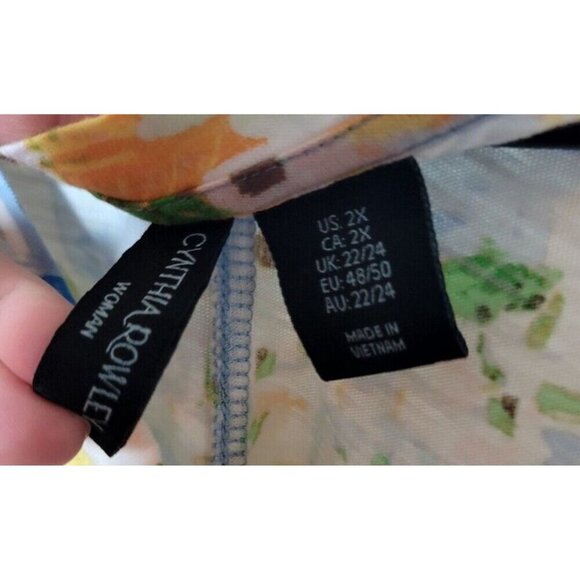 CYNTHIA ROWLEY
WOMAN
US: 2X
CA: 2X
UK: 22/24
EU: 48/50
AU: 22/24
MADE IN
VIETNAM